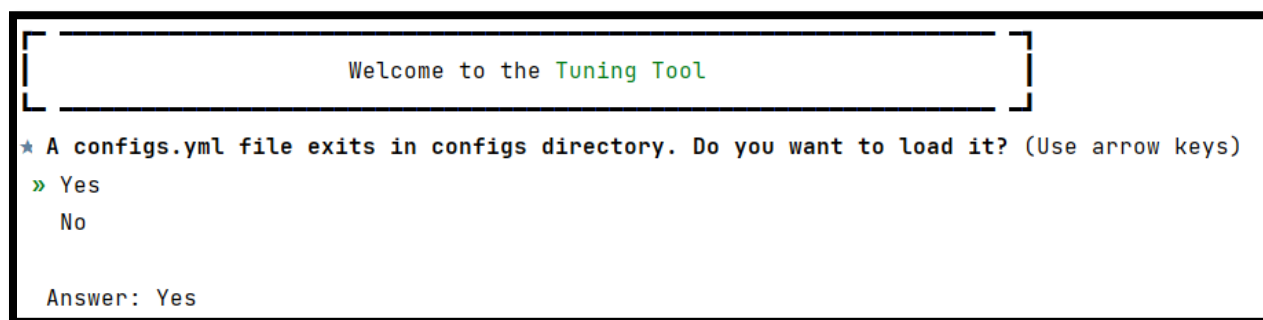 Welcome to the Tuning Tool
★ A configs.yml file exits in configs directory. Do you want to load it? (Use arrow keys)
» Yes
No
Answer: Yes